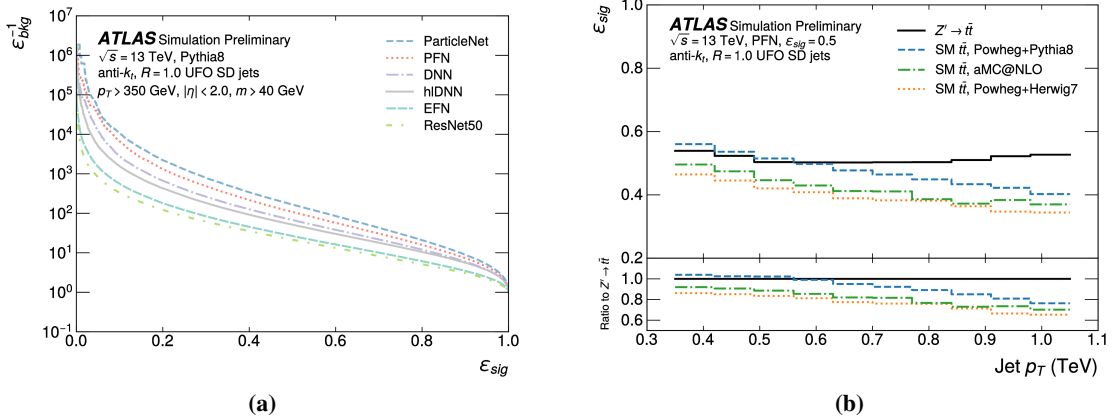 ε_bkg^-1
10^7
10^6
10^5
10^4
10^3
10^2
10^1
10^0
10^-1
ATLAS Simulation Preliminary
√s = 13 TeV, Pythia8
anti-k_t, R = 1.0 UFO SD jets
p_T > 350 GeV, |η| < 2.0, m > 40 GeV
ParticleNet
PFN
DNN
hlDNN
EFN
ResNet50
0.0 0.2 0.4 0.6 0.8 1.0
ε_sig
(a)
ε_sig
1.0
0.8
0.6
0.4
0.2
ATLAS Simulation Preliminary
√s = 13 TeV, PFN, ε_sig = 0.5
anti-k_t, R = 1.0 UFO SD jets
Z' → tt̄
SM tt̄, Powheg+Pythia8
SM tt̄, aMC@NLO
SM tt̄, Powheg+Herwig7
Ratio to Z' → tt̄
1.0
0.8
0.6
0.3 0.4 0.5 0.6 0.7 0.8 0.9 1.0 1.1
Jet p_T (TeV)
(b)